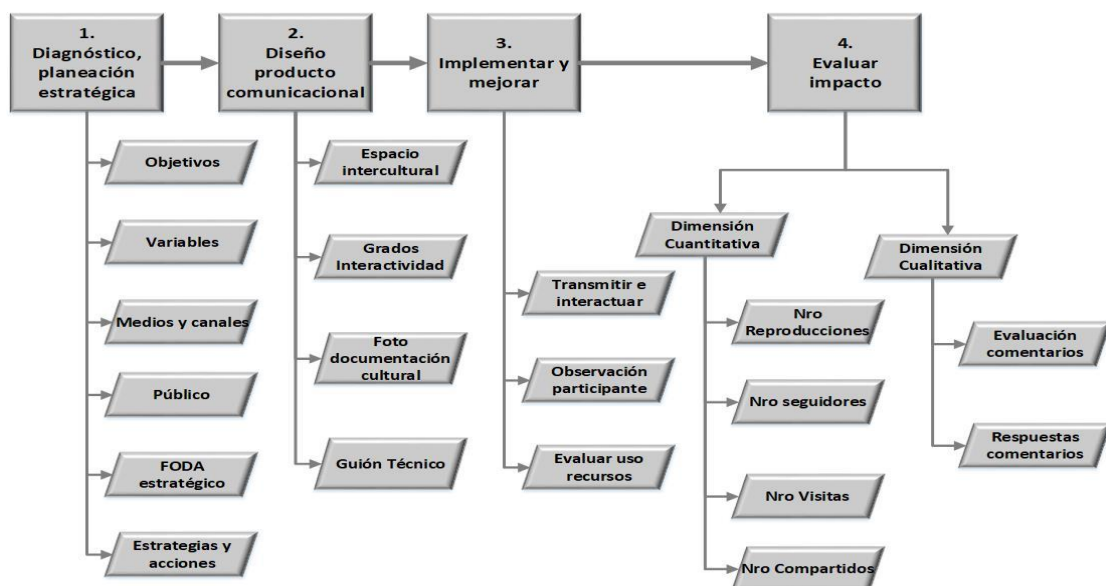 1.
Diagnóstico,
planeación
estratégica
2.
Diseño
producto
comunicacional
3.
Implementar y
mejorar
4.
Evaluar
impacto
Objetivos
Variables
Medios y canales
Público
FODA
estratégico
Estrategias y
acciones
Espacio
intercultural
Grados
Interactividad
Foto
documentación
cultural
Guión Técnico
Transmitir e
interactuar
Observación
participante
Evaluar uso
recursos
Dimensión
Cuantitativa
Nro
Reproducciones
Nro seguidores
Nro Visitas
Nro Compartidos
Dimensión
Cualitativa
Evaluación
comentarios
Respuestas
comentarios